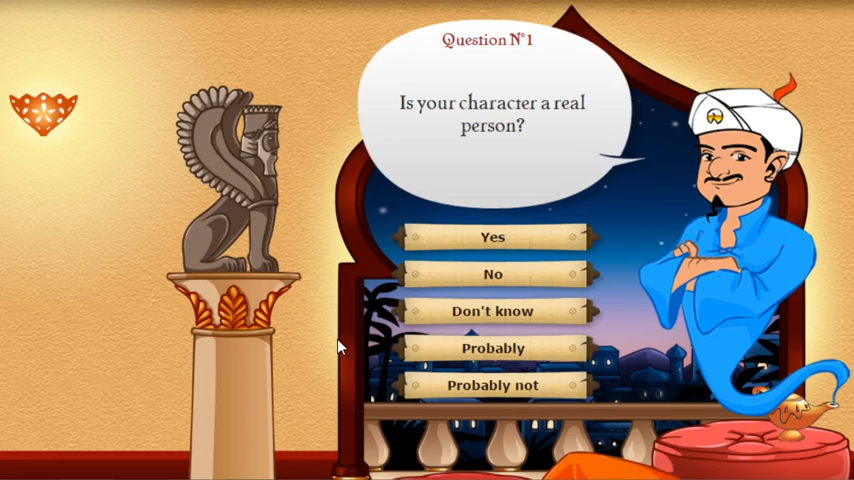 Question N°1
Is your character a real
person?
Yes
No
Don't know
Probably
Probably not